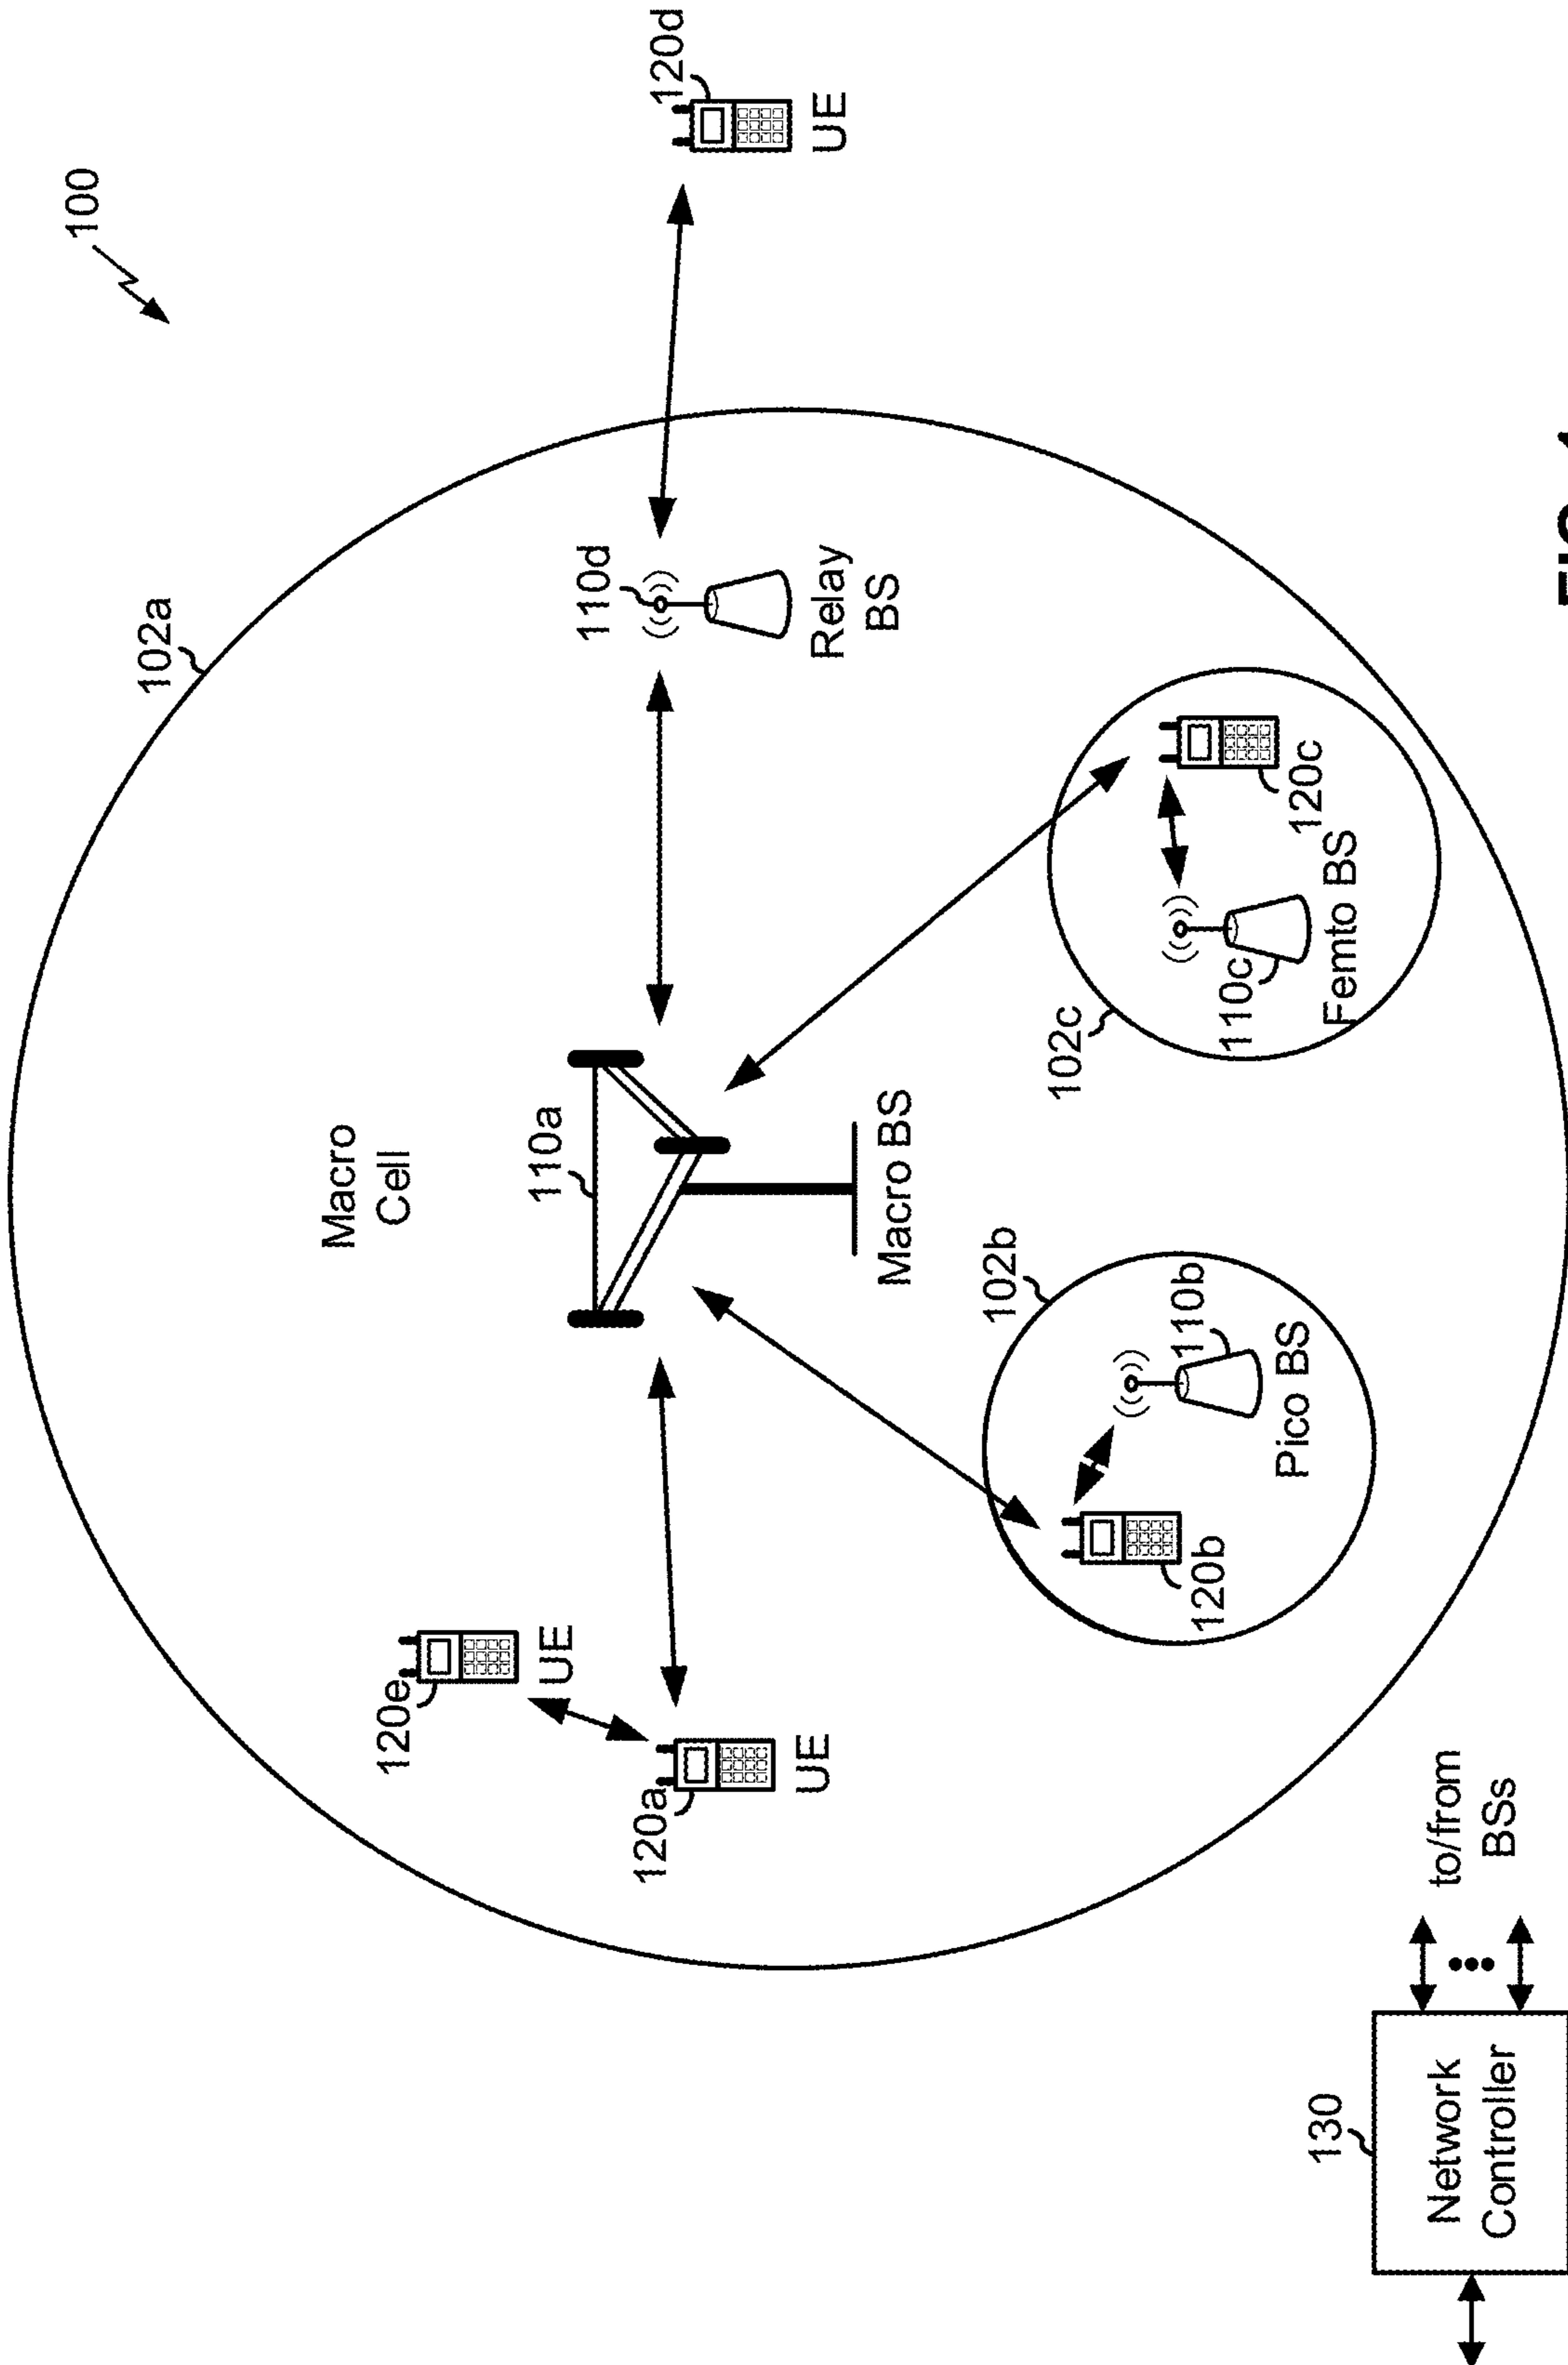 100
102a
Macro
Cell
120e
UE
110a
110d
120d
UE
120a
UE
Relay
BS
Macro BS
102b
102c
110b
Pico BS
120b
110c
Femto BS
120c
130
Network
Controller
to/from
BSs